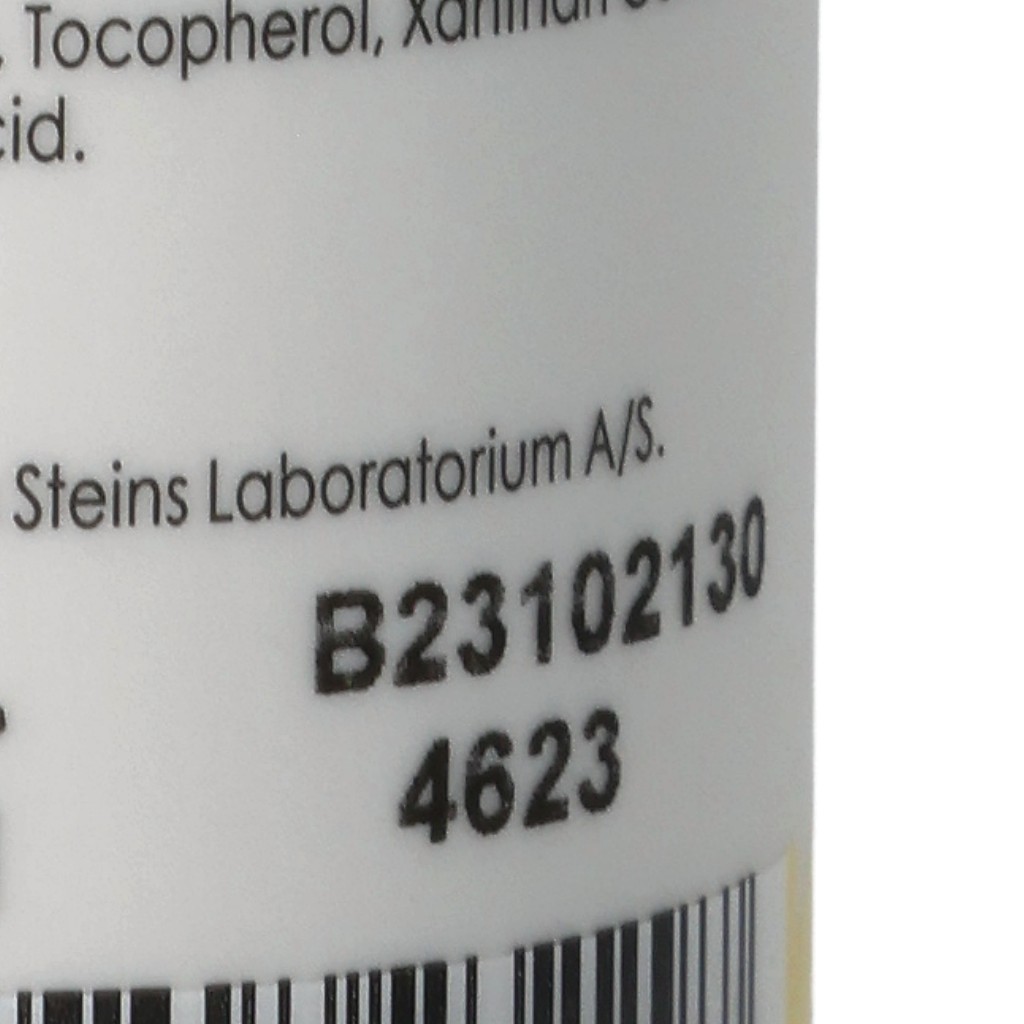 , Tocopherol,
cid.
Steins Laboratorium A/S.
B23102130
4623